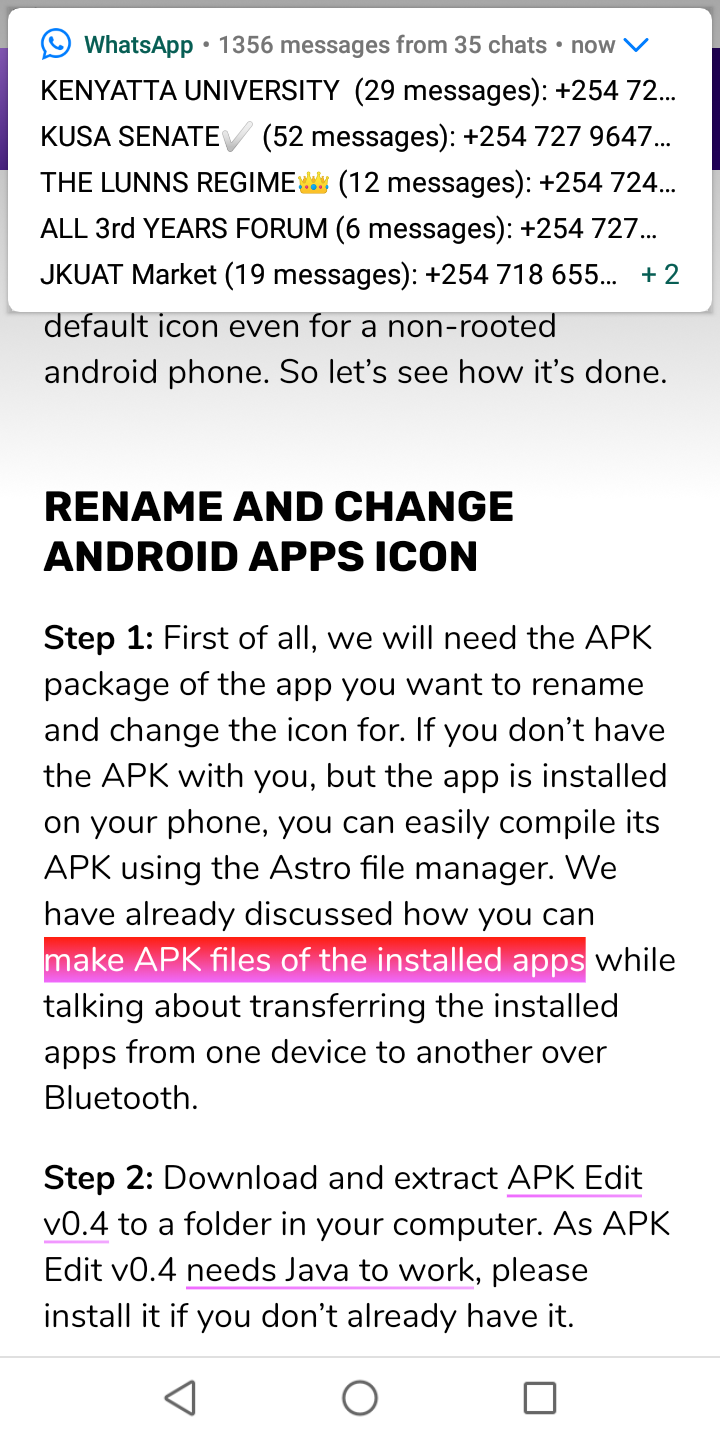 WhatsApp • 1356 messages from 35 chats • now
KENYATTA UNIVERSITY (29 messages): +254 72...
KUSA SENATE✔️ (52 messages): +254 727 9647...
THE LUNNS REGIME👑 (12 messages): +254 724...
ALL 3rd YEARS FORUM (6 messages): +254 727...
JKUAT Market (19 messages): +254 718 655... + 2
default icon even for a non-rooted
android phone. So let’s see how it’s done.
RENAME AND CHANGE
ANDROID APPS ICON
Step 1: First of all, we will need the APK
package of the app you want to rename
and change the icon for. If you don’t have
the APK with you, but the app is installed
on your phone, you can easily compile its
APK using the Astro file manager. We
have already discussed how you can
make APK files of the installed apps while
talking about transferring the installed
apps from one device to another over
Bluetooth.
Step 2: Download and extract APK Edit
v0.4 to a folder in your computer. As APK
Edit v0.4 needs Java to work, please
install it if you don’t already have it.